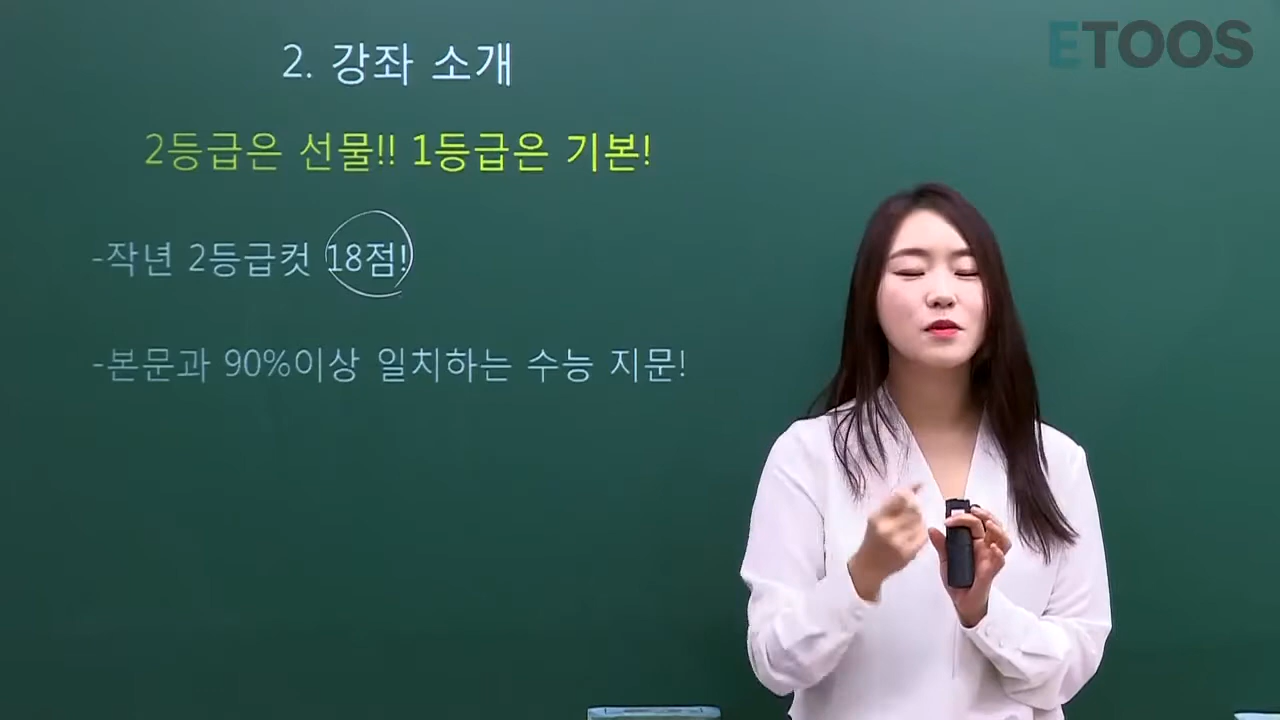 ETOOS
2. 강좌 소개
2등급은 선물!! 1등급은 기본!
-작년 2등급컷 18점!
-본문과 90%이상 일치하는 수능 지문!